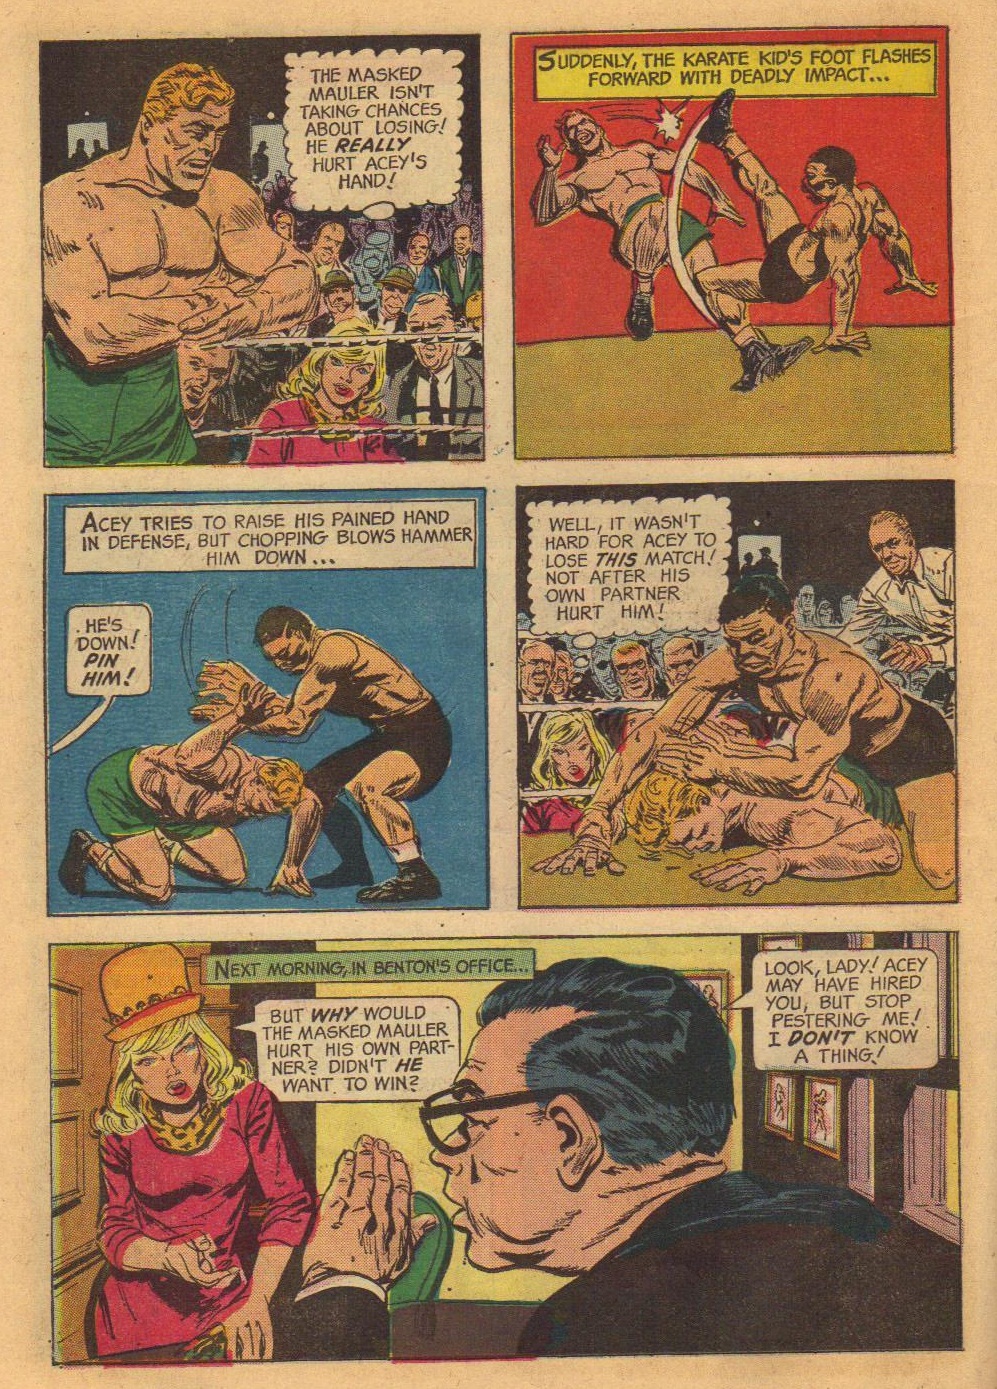 THE MASKED
MAULER ISN'T
TAKING CHANCES
ABOUT LOSING!
HE REALLY
HURT ACEY'S
HAND!
SUDDENLY, THE KARATE KID'S FOOT FLASHES
FORWARD WITH DEADLY IMPACT...
ACEY TRIES TO RAISE HIS PAINED HAND
IN DEFENSE, BUT CHOPPING BLOWS HAMMER
HIM DOWN...
HE'S
DOWN!
PIN
HIM!
WELL, IT WASN'T
HARD FOR ACEY TO
LOSE THIS MATCH!
NOT AFTER HIS
OWN PARTNER
HURT HIM!
NEXT MORNING, IN BENTON'S OFFICE...
BUT WHY WOULD
THE MASKED MAULER
HURT HIS OWN PART-
NER? DIDN'T HE
WANT TO WIN?
LOOK, LADY! ACEY
MAY HAVE HIRED
YOU, BUT STOP
PESTERING ME!
I DON'T KNOW
A THING!